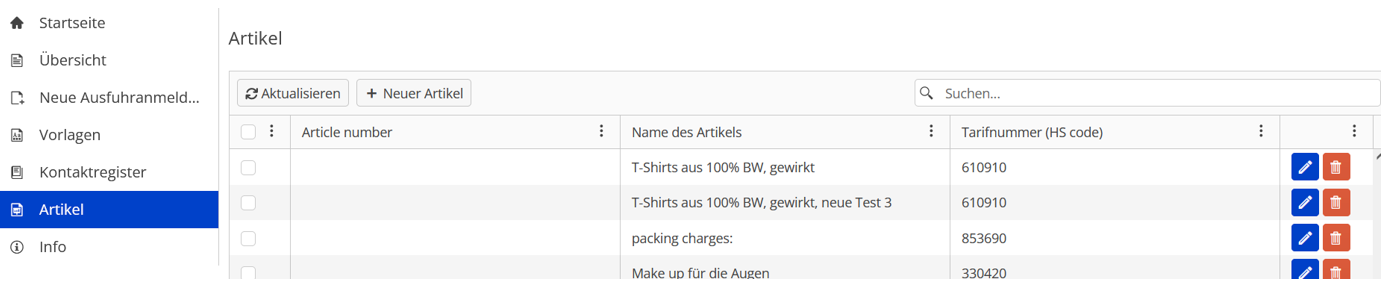 Startseite
Übersicht
Neue Ausfuhranmeld...
Vorlagen
Kontaktregister
Artikel
Info
Artikel
Aktualisieren + Neuer Artikel Suchen...
Article number Name des Artikels Tarifnummer (HS code)
T-Shirts aus 100% BW, gewirkt 610910
T-Shirts aus 100% BW, gewirkt, neue Test 3 610910
packing charges: 853690
Make up für die Augen 330420